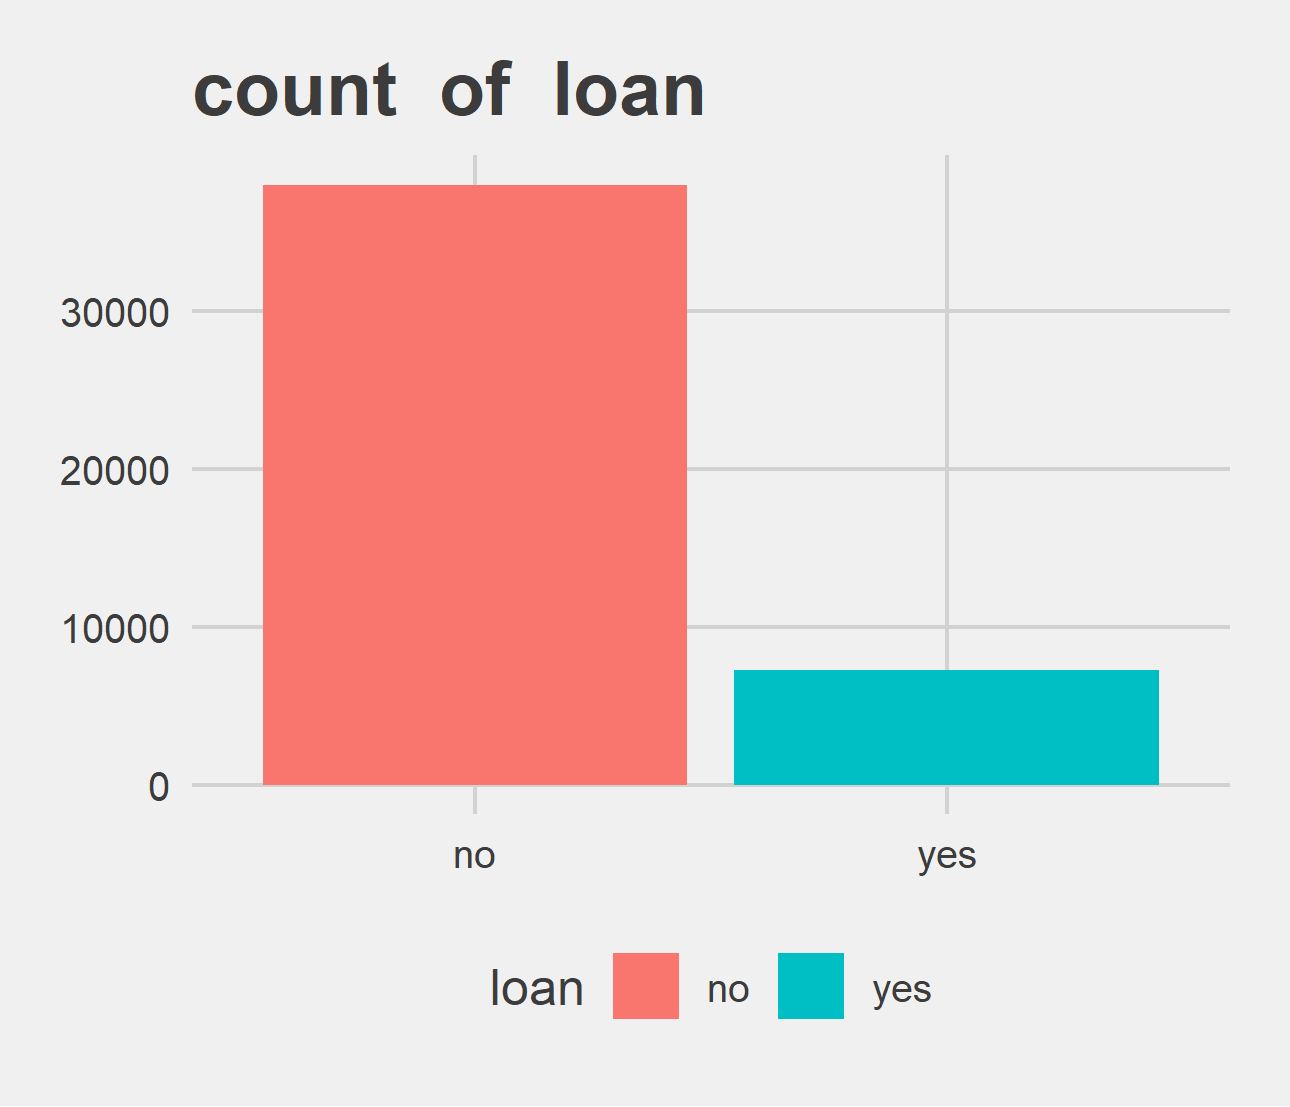 count of loan
30000
20000
10000
0
no yes
loan no yes